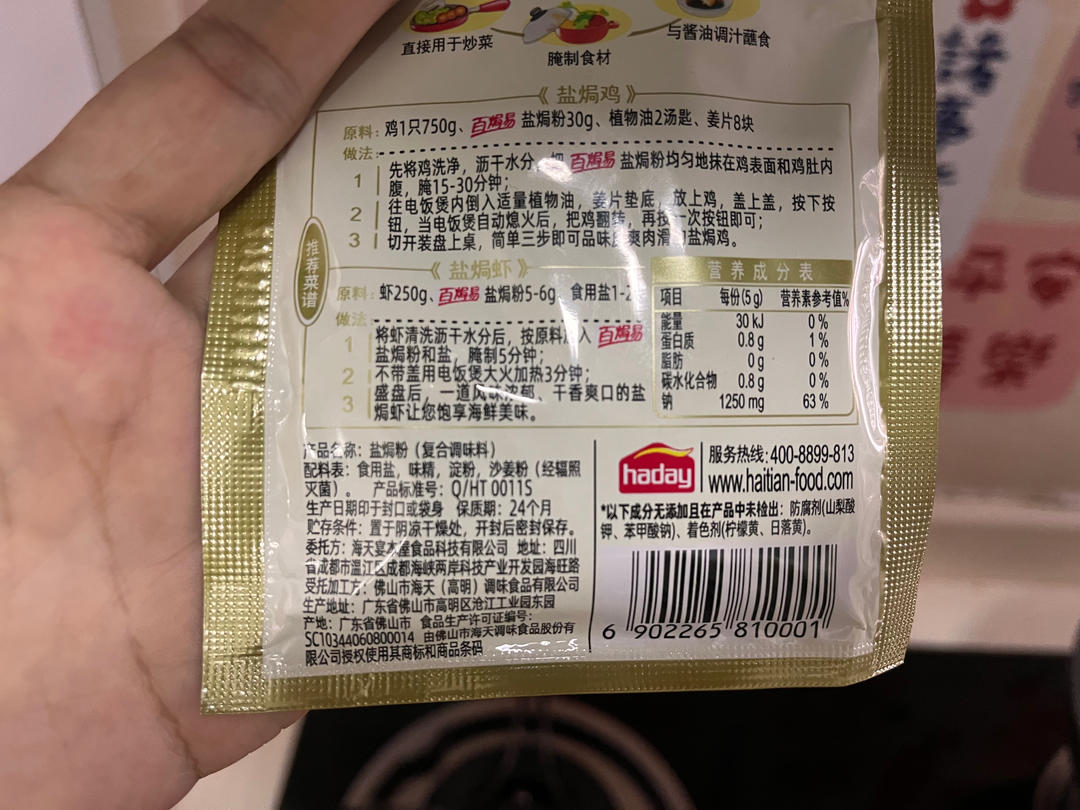 直接用于炒菜
腌制食材
与酱油调汁蘸食
《 盐焗鸡 》
原料: 鸡1只750g、百焗易 盐焗粉30g、植物油2汤匙、姜片8块
做法:
1 先将鸡洗净，沥干水分， 百焗易 盐焗粉均匀地抹在鸡表面和鸡肚内
腹，腌15-30分钟；
2 往电饭煲内倒入适量植物油，姜片垫底，放上鸡，盖上盖，按下按
钮，当电饭煲自动熄火后，把鸡翻转，再按一次按钮即可；
3 切开装盘上桌，简单三步即可品味 爽肉滑 盐焗鸡。
推荐菜谱
《 盐焗虾 》
原料: 虾250g、百焗易 盐焗粉5-6g、食用盐1-2
做法:
1 将虾清洗沥干水分后，按原料 入 百焗易
盐焗粉和盐，腌制5分钟；
2 不带盖用电饭煲大火加热3分钟；
3 盛盘后，一道风味浓郁、干香爽口的盐
焗虾让您饱享海鲜美味。
营养成分表
项目 每份(5g) 营养素参考值%
能量 30 kJ 0 %
蛋白质 0.8 g 1 %
脂肪 0 g 0 %
碳水化合物 0.8 g 0 %
钠 1250 mg 63 %
产品名称: 盐焗粉（复合调味料）
配料表: 食用盐，味精，淀粉，沙姜粉（经辐照
灭菌）。 产品标准号: Q/HT 0011S
生产日期印于封口或袋身 保质期: 24个月
贮存条件: 置于阴凉干燥处，开封后密封保存。
委托方: 海天宴本屋食品科技有限公司 地址: 四川
省成都市温江区成都海峡两岸科技产业开发园海旺路
受托加工方: 佛山市海天（高明）调味食品有限公司
生产地址: 广东省佛山市高明区沧江工业园东园
产地: 广东省佛山市 食品生产许可证编号:
SC10344060800014 由佛山市海天调味食品股份有
限公司授权使用其商标和商品条码
haday
服务热线: 400-8899-813
www.haitian-food.com
*以下成分无添加且在产品中未检出: 防腐剂(山梨酸
钾、苯甲酸钠)、着色剂(柠檬黄、日落黄)。
6 902265 810001